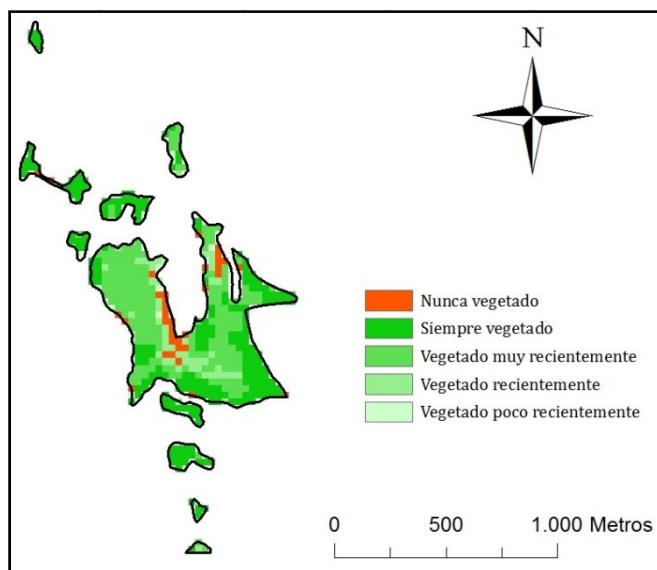 N
Nunca vegetado
Siempre vegetado
Vegetado muy recientemente
Vegetado recientemente
Vegetado poco recientemente
0 500 1.000 Metros